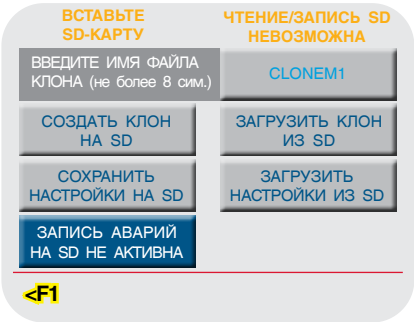 ВСТАВЬТЕ
SD-КАРТУ
ЧТЕНИЕ/ЗАПИСЬ SD
НЕВОЗМОЖНА
ВВЕДИТЕ ИМЯ ФАЙЛА
КЛОНА (не более 8 сим.)
CLONEM1
СОЗДАТЬ КЛОН
НА SD
ЗАГРУЗИТЬ КЛОН
ИЗ SD
СОХРАНИТЬ
НАСТРОЙКИ НА SD
ЗАГРУЗИТЬ
НАСТРОЙКИ ИЗ SD
ЗАПИСЬ АВАРИЙ
НА SD НЕ АКТИВНА
<F1